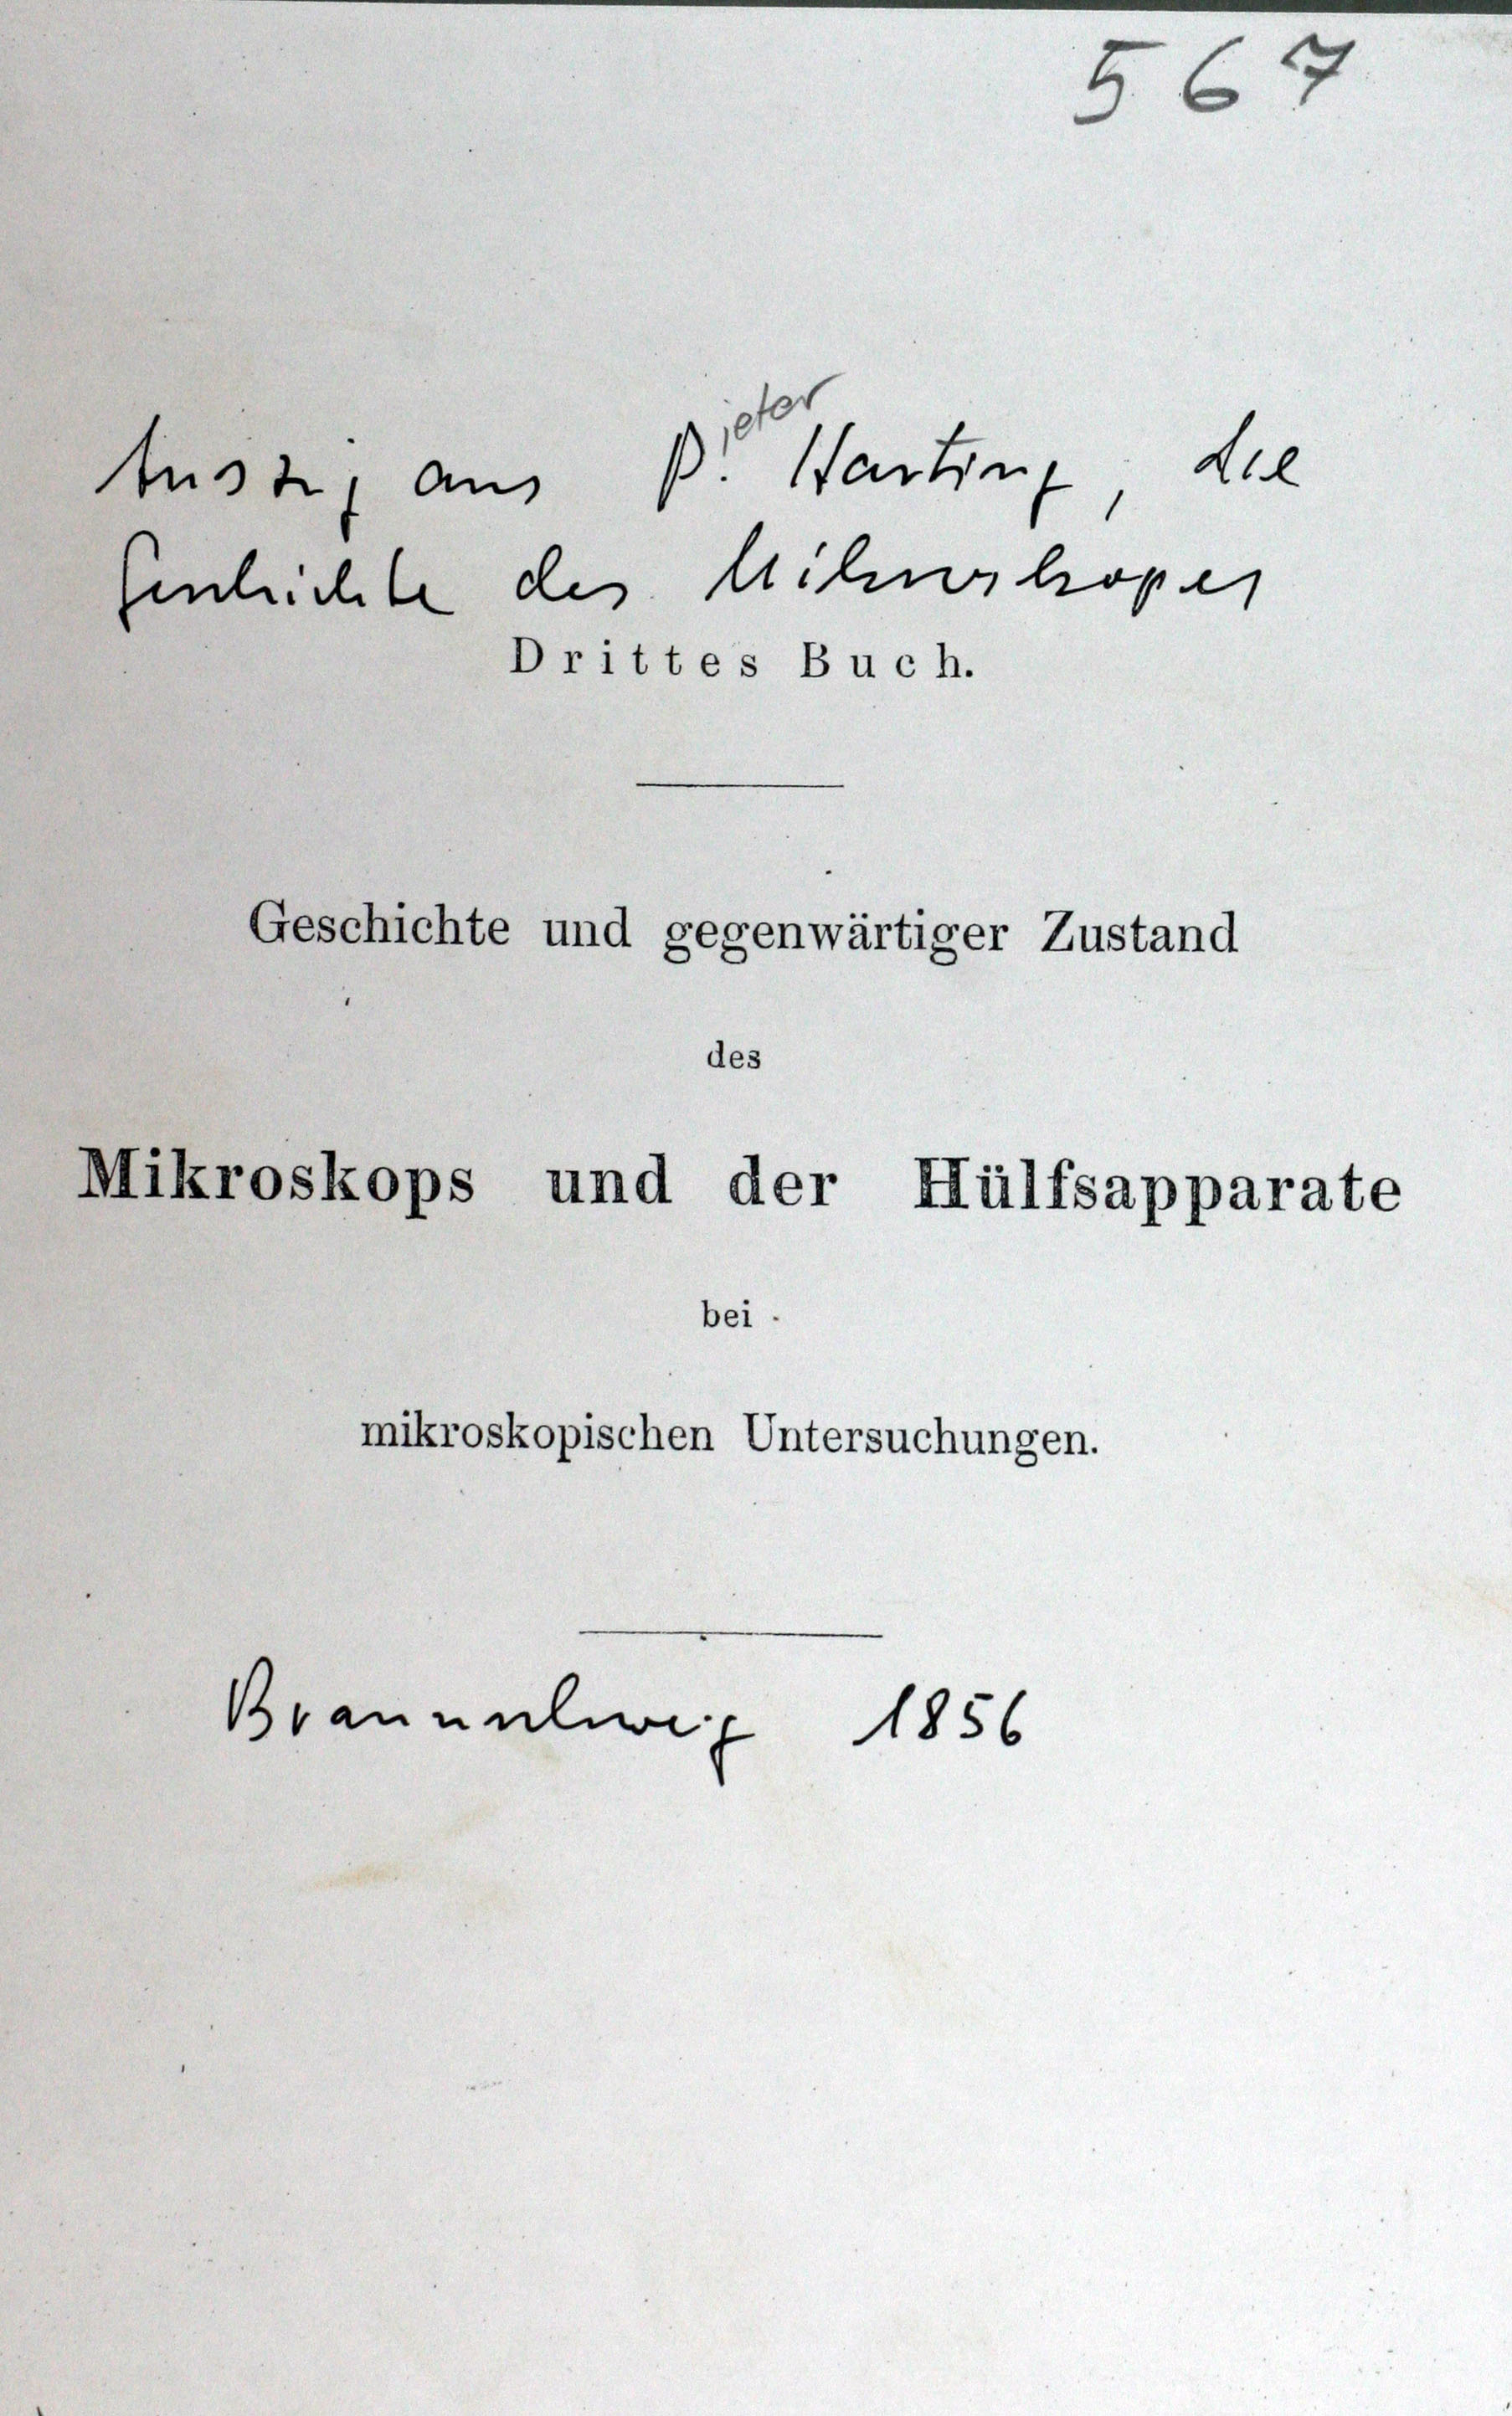 567
Auszug aus P. Harting, die
ieter
Geschichte des Mikroskopes
Drittes Buch.
Geschichte und gegenwärtiger Zustand
des
Mikroskops und der Hülfsapparate
bei
mikroskopischen Untersuchungen.
Braunschweig 1856